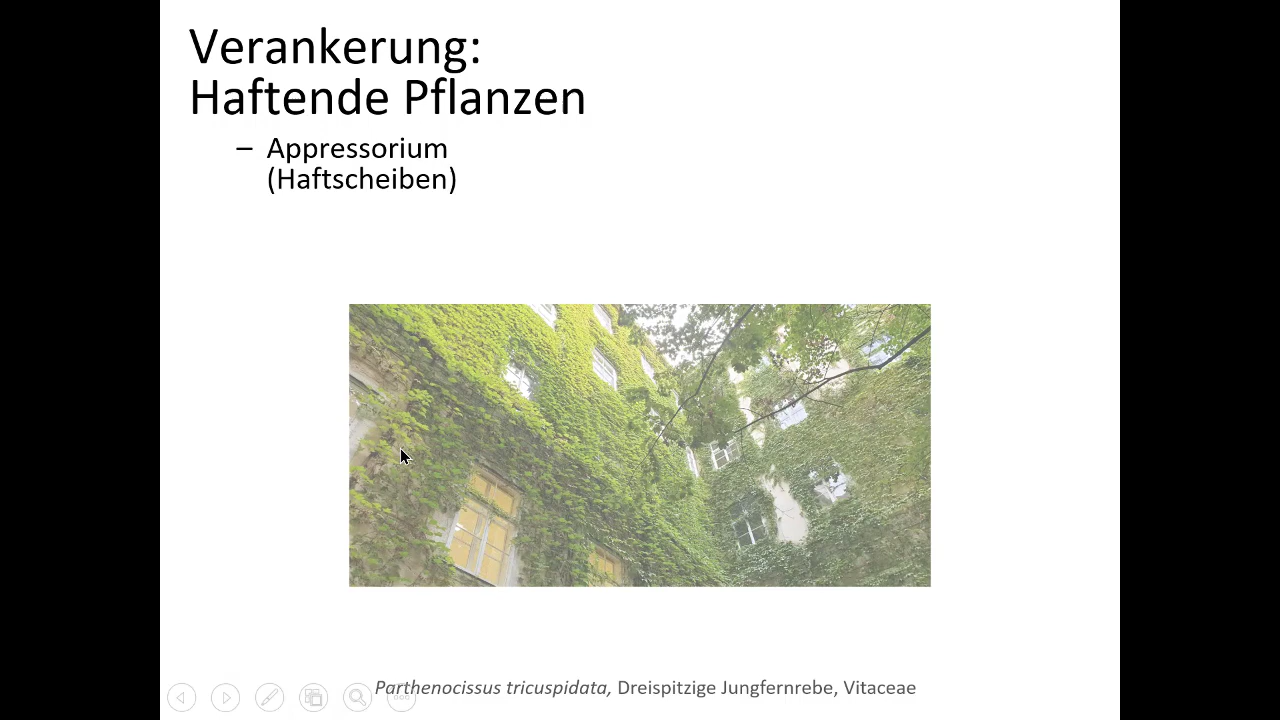 Verankerung:
Haftende Pflanzen
– Appressorium
(Haftscheiben)
Parthenocissus tricuspidata, Dreispitzige Jungfernrebe, Vitaceae